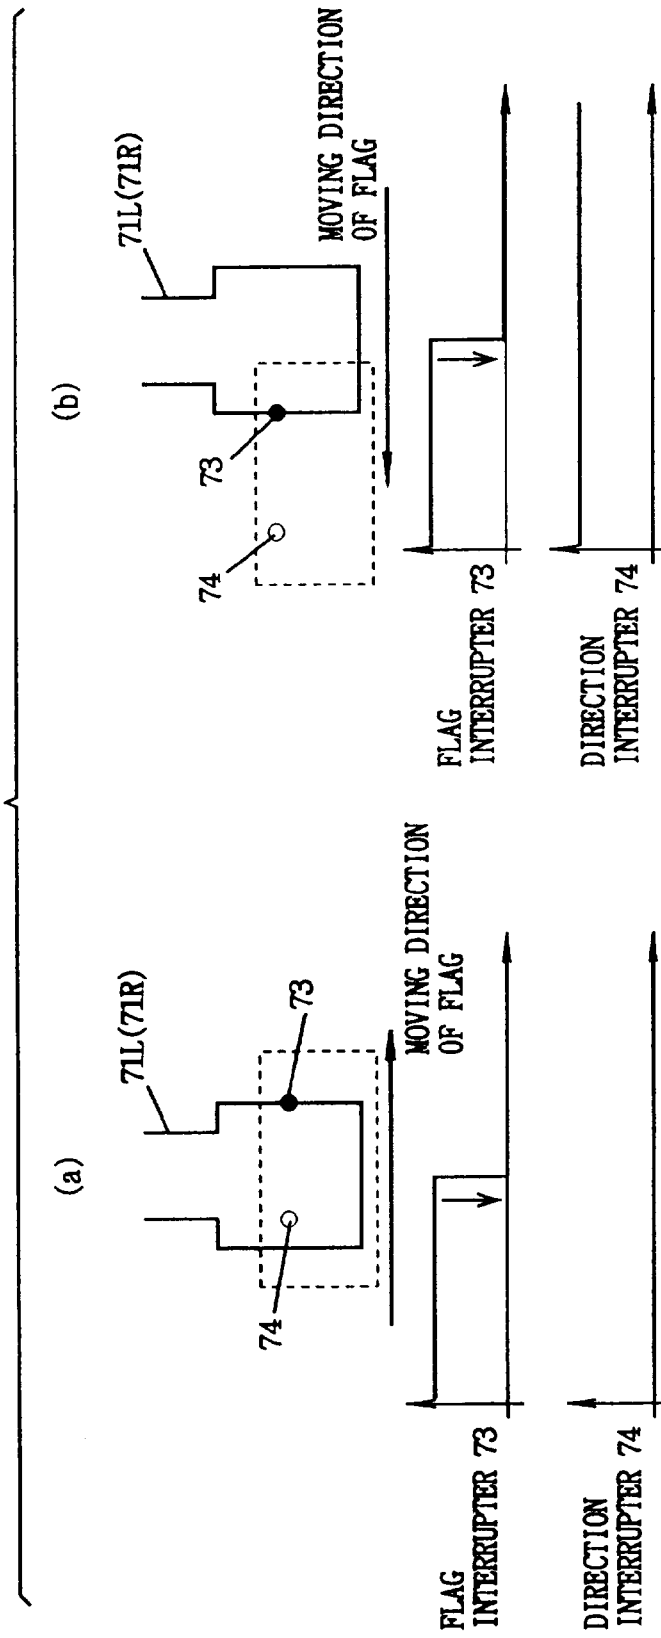 (a)
71L(71R)
73
74
MOVING DIRECTION
OF FLAG
FLAG
INTERRUPTER 73
DIRECTION
INTERRUPTER 74
(b)
71L(71R)
73
74
MOVING DIRECTION
OF FLAG
FLAG
INTERRUPTER 73
DIRECTION
INTERRUPTER 74